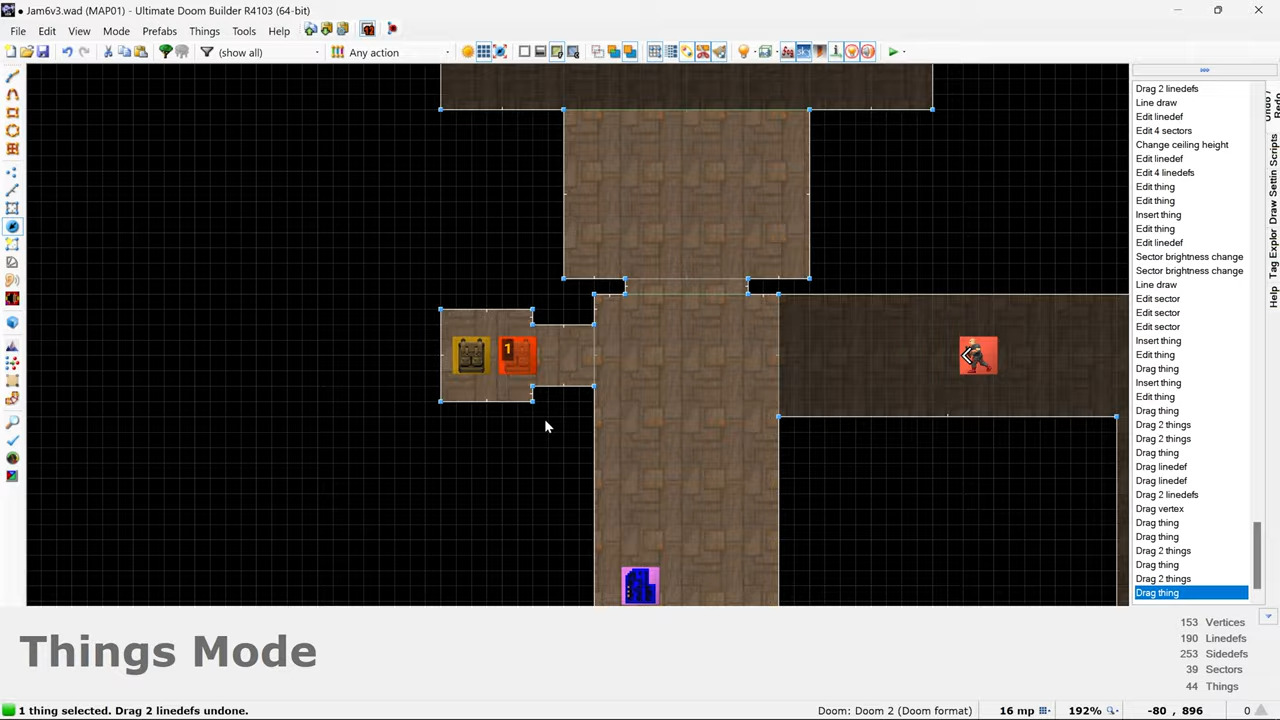 Jam6v3.wad (MAP01) - Ultimate Doom Builder R4103 (64-bit)
File Edit View Mode Prefabs Things Tools Help
(show all)
Any action
Drag 2 linedefs
Line draw
Edit linedef
Edit 4 sectors
Change ceiling height
Edit linedef
Edit 4 linedefs
Edit thing
Edit thing
Insert thing
Edit thing
Edit linedef
Sector brightness change
Sector brightness change
Line draw
Edit sector
Edit sector
Edit sector
Insert thing
Edit thing
Drag thing
Insert thing
Edit thing
Drag thing
Drag 2 things
Drag 2 things
Drag thing
Drag linedef
Drag linedef
Drag 2 linedefs
Drag vertex
Drag thing
Drag thing
Drag 2 things
Drag thing
Drag 2 things
Drag thing
Scripts
Draw Settin
Help
1
Things Mode
153 Vertices
190 Linedefs
253 Sidedefs
39 Sectors
44 Things
1 thing selected. Drag 2 linedefs undone.
Doom: Doom 2 (Doom format)
16 mp
192%
-80 , 896
0